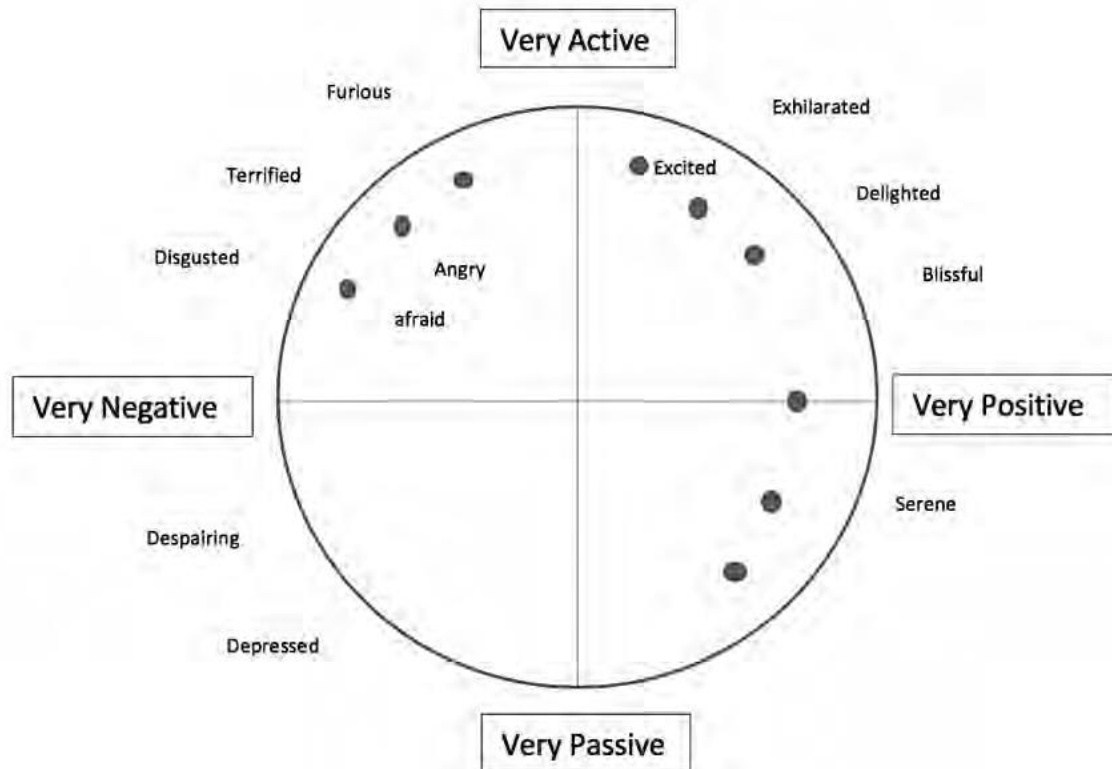 Very Active
Furious
Exhilarated
Excited
Terrified
Delighted
Disgusted
Angry
Blissful
afraid
Very Negative
Very Positive
Serene
Despairing
Depressed
Very Passive